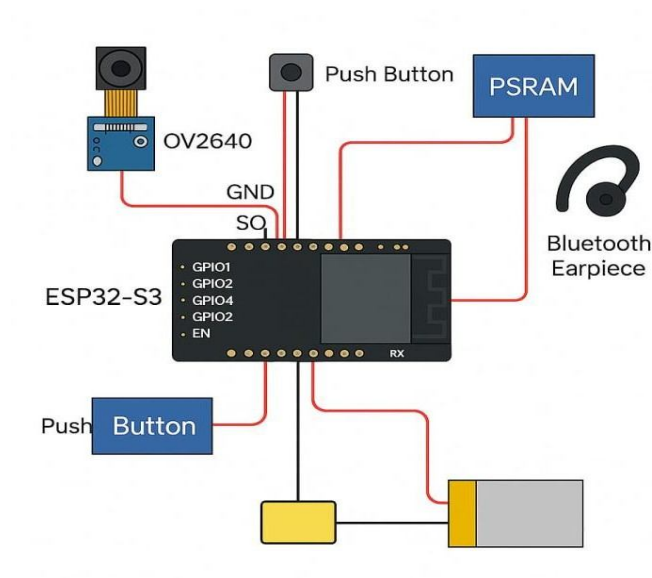 Push Button
PSRAM
OV2640
GND
SO
Bluetooth
Earpiece
ESP32-S3
GPIO1
GPIO2
GPIO4
GPIO2
EN
RX
Push Button